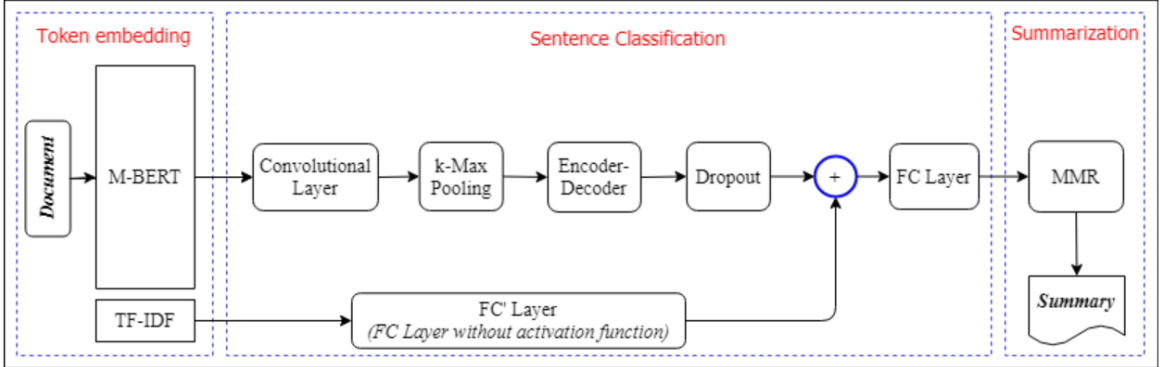 Token embedding
Sentence Classification
Summarization
Document
M-BERT
Convolutional
Layer
k-Max
Pooling
Encoder-
Decoder
Dropout
+
FC Layer
MMR
TF-IDF
FC' Layer
(FC Layer without activation function)
Summary